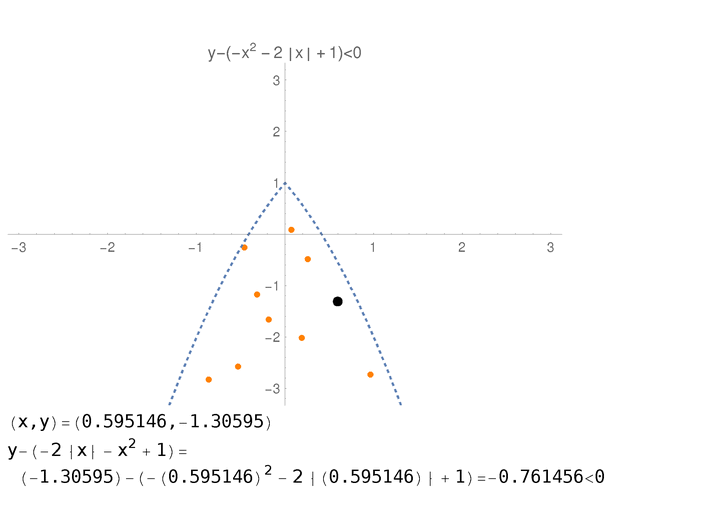 y−(−x² − 2 |x| + 1)<0
3
2
1
−3 −2 −1 1 2 3
−1
−2
−3
(x,y)=(0.595146,−1.30595)
y−(−2 |x| − x² + 1)=
(−1.30595)−(−(0.595146)² − 2 |(0.595146)| + 1)=−0.761456<0